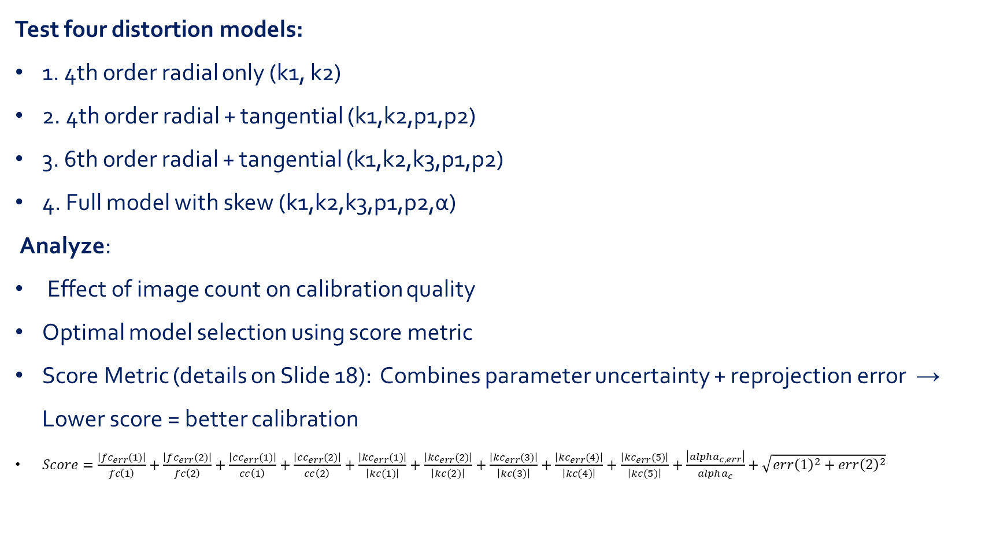 Test four distortion models:
• 1. 4th order radial only (k1, k2)
• 2. 4th order radial + tangential (k1,k2,p1,p2)
• 3. 6th order radial + tangential (k1,k2,k3,p1,p2)
• 4. Full model with skew (k1,k2,k3,p1,p2,α)
Analyze:
• Effect of image count on calibration quality
• Optimal model selection using score metric
• Score Metric (details on Slide 18): Combines parameter uncertainty + reprojection error →
Lower score = better calibration
• $Score = \frac{|fc_{err}(1)|}{fc(1)} + \frac{|fc_{err}(2)|}{fc(2)} + \frac{|cc_{err}(1)|}{cc(1)} + \frac{|cc_{err}(2)|}{cc(2)} + \frac{|kc_{err}(1)|}{|kc(1)|} + \frac{|kc_{err}(2)|}{|kc(2)|} + \frac{|kc_{err}(3)|}{|kc(3)|} + \frac{|kc_{err}(4)|}{|kc(4)|} + \frac{|kc_{err}(5)|}{|kc(5)|} + \frac{|alpha_{c,err}|}{alpha_c} + \sqrt{err(1)^2 + err(2)^2}$